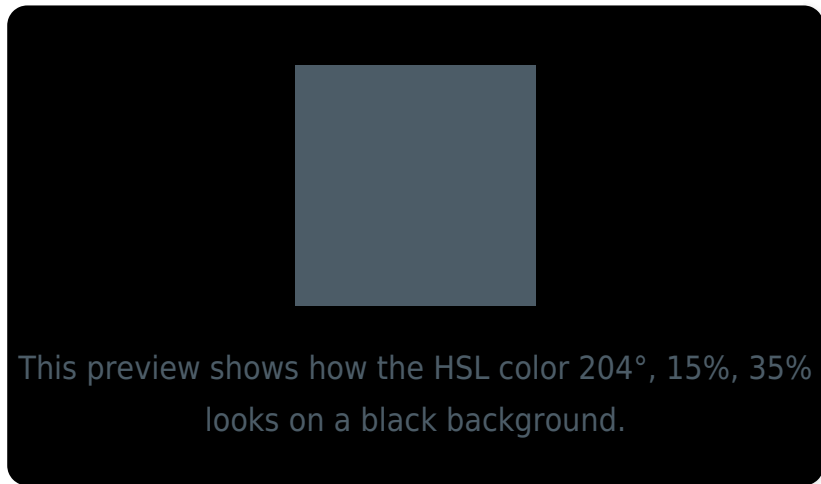 This preview shows how the HSL color 204°, 15%, 35%
looks on a black background.